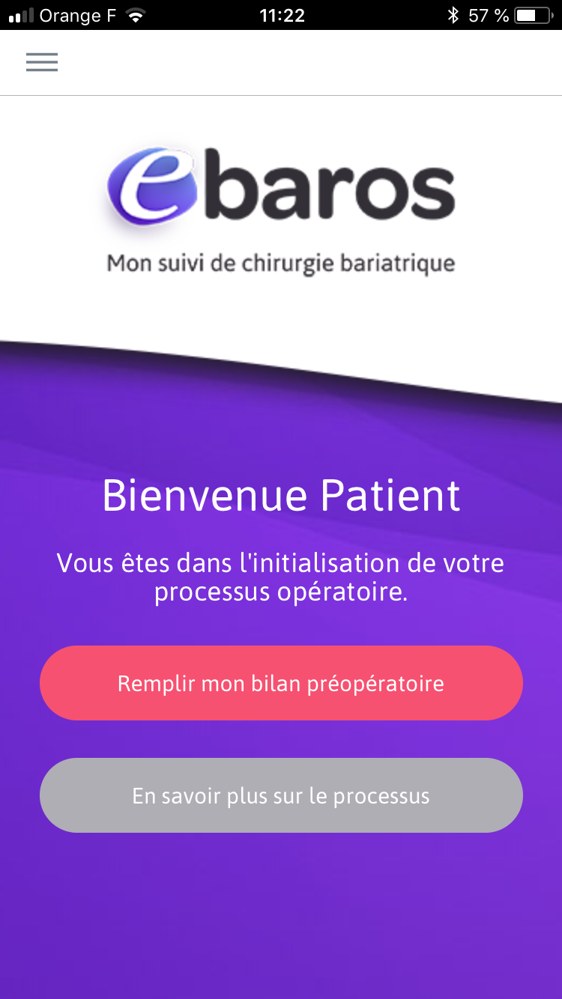 Orange F 11:22 57 %
ebaros
Mon suivi de chirurgie bariatrique
Bienvenue Patient
Vous êtes dans l'initialisation de votre
processus opératoire.
Remplir mon bilan préopératoire
En savoir plus sur le processus